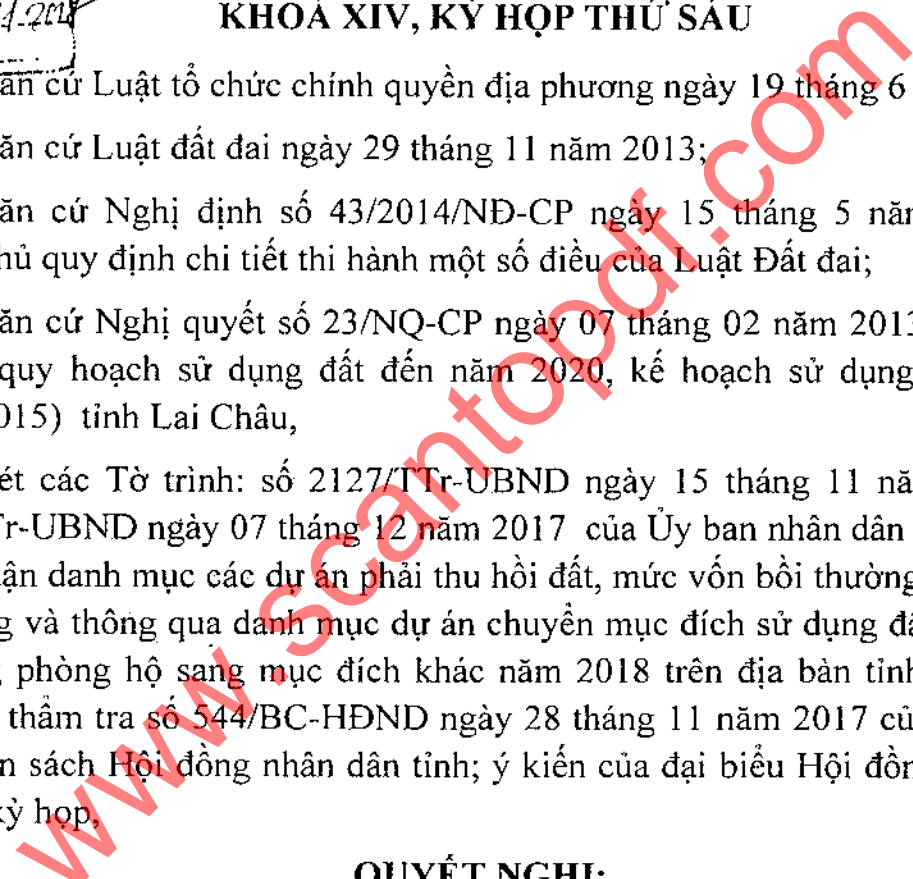 1-2018
KHOÁ XIV, KỲ HỌP THỨ SÁU
ăn cứ Luật tổ chức chính quyền địa phương ngày 19 tháng 6
ăn cứ Luật đất đai ngày 29 tháng 11 năm 2013;
ăn cứ Nghị định số 43/2014/NĐ-CP ngày 15 tháng 5 năn
hủ quy định chi tiết thi hành một số điều của Luật Đất đai;
ăn cứ Nghị quyết số 23/NQ-CP ngày 07 tháng 02 năm 2013
quy hoạch sử dụng đất đến năm 2020, kế hoạch sử dụng
015) tỉnh Lai Châu,
ét các Tờ trình: số 2127/TTr-UBND ngày 15 tháng 11 nă
Tr-UBND ngày 07 tháng 12 năm 2017 của Ủy ban nhân dân
ận danh mục các dự án phải thu hồi đất, mức vốn bồi thường
g và thông qua danh mục dự án chuyển mục đích sử dụng đấ
phòng hộ sang mục đích khác năm 2018 trên địa bàn tỉnh
thẩm tra số 544/BC-HĐND ngày 28 tháng 11 năm 2017 củ
n sách Hội đồng nhân dân tỉnh; ý kiến của đại biểu Hội đồn
kỳ họp,
QUYẾT NGHỊ:
www.scantopdf.com